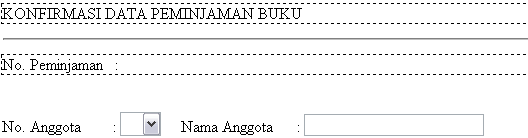 KONFIRMASI DATA PEMINJAMAN BUKU
No. Peminjaman :
No. Anggota : Nama Anggota :